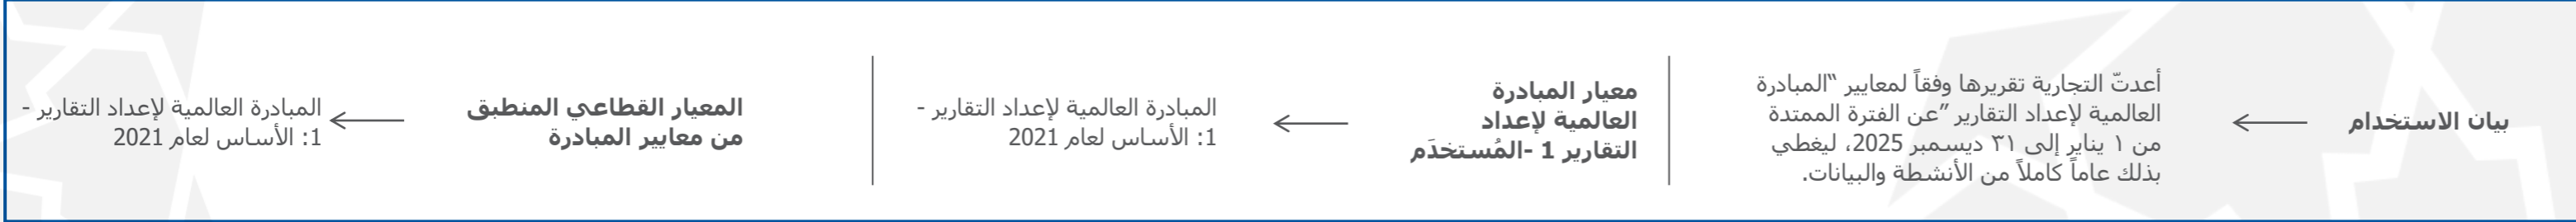 بيان الاستخدام
أعدتّ التجارية تقريرها وفقاً لمعايير “المبادرة
العالمية لإعداد التقارير ”عن الفترة الممتدة
من ١ يناير إلى ٣١ ديسمبر 2025، ليغطي
بذلك عاماً كاملاً من الأنشطة والبيانات.
معيار المبادرة
العالمية لإعداد
التقارير 1 -المُستخدَم
المبادرة العالمية لإعداد التقارير -
1: الأساس لعام 2021
المعيار القطاعي المنطبق
من معايير المبادرة
المبادرة العالمية لإعداد التقارير -
1: الأساس لعام 2021